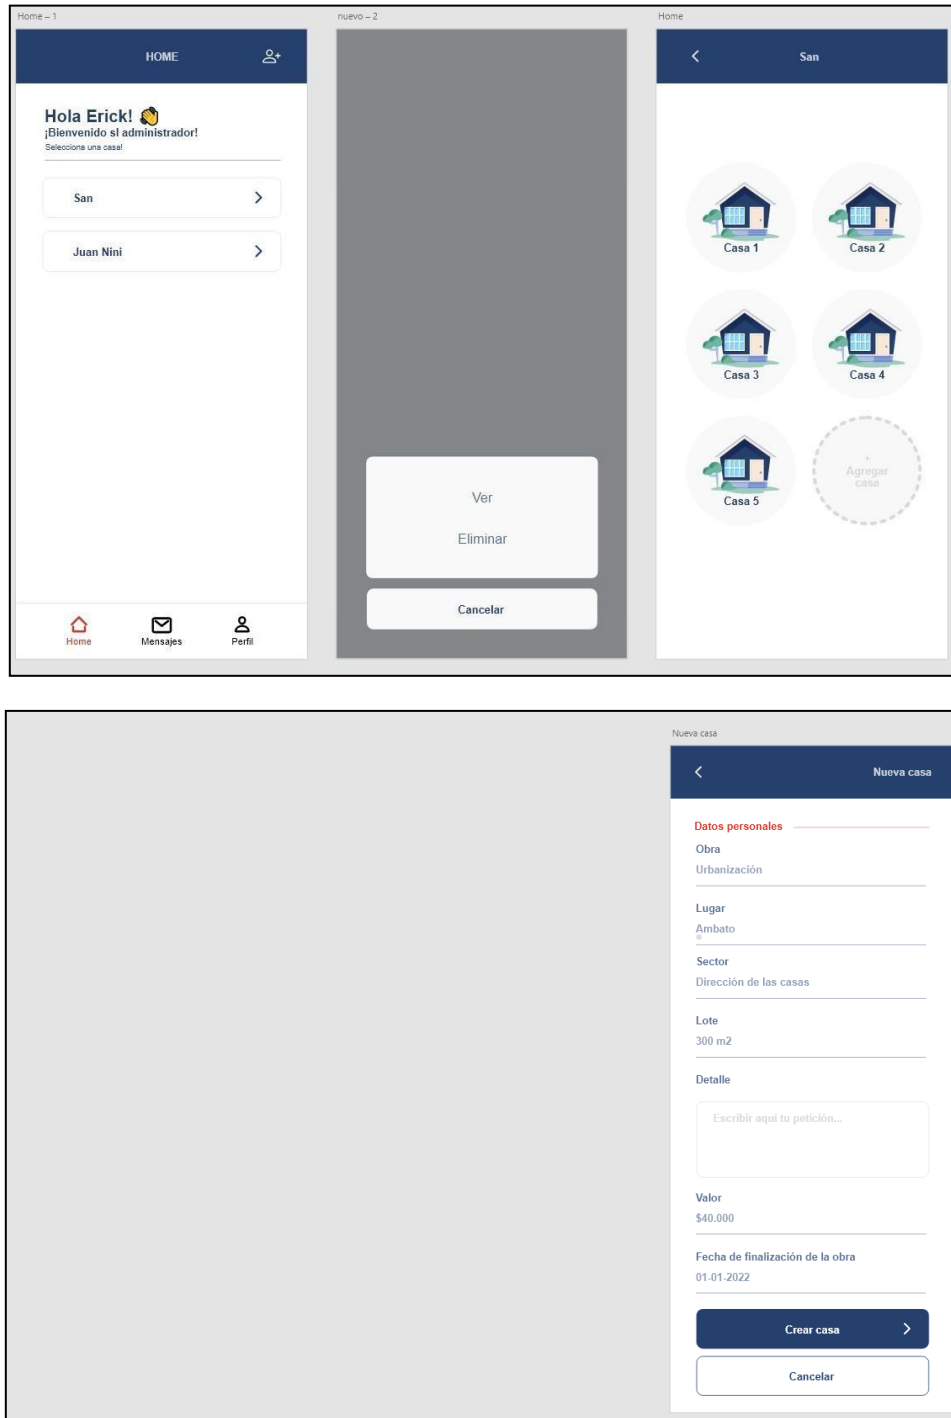 Home – 1
HOME
Hola Erick! 👋
¡Bienvenido sl administrador!
Selecciona una casa!
San
Juan Nini
Home
Mensajes
Perfil
nuevo – 2
Ver
Eliminar
Cancelar
Home
San
Casa 1
Casa 2
Casa 3
Casa 4
Casa 5
+
Agregar
casa
Nueva casa
Nueva casa
Datos personales
Obra
Urbanización
Lugar
Ambato
Sector
Dirección de las casas
Lote
300 m2
Detalle
Escribir aqui tu petición...
Valor
$40.000
Fecha de finalización de la obra
01-01-2022
Crear casa
Cancelar